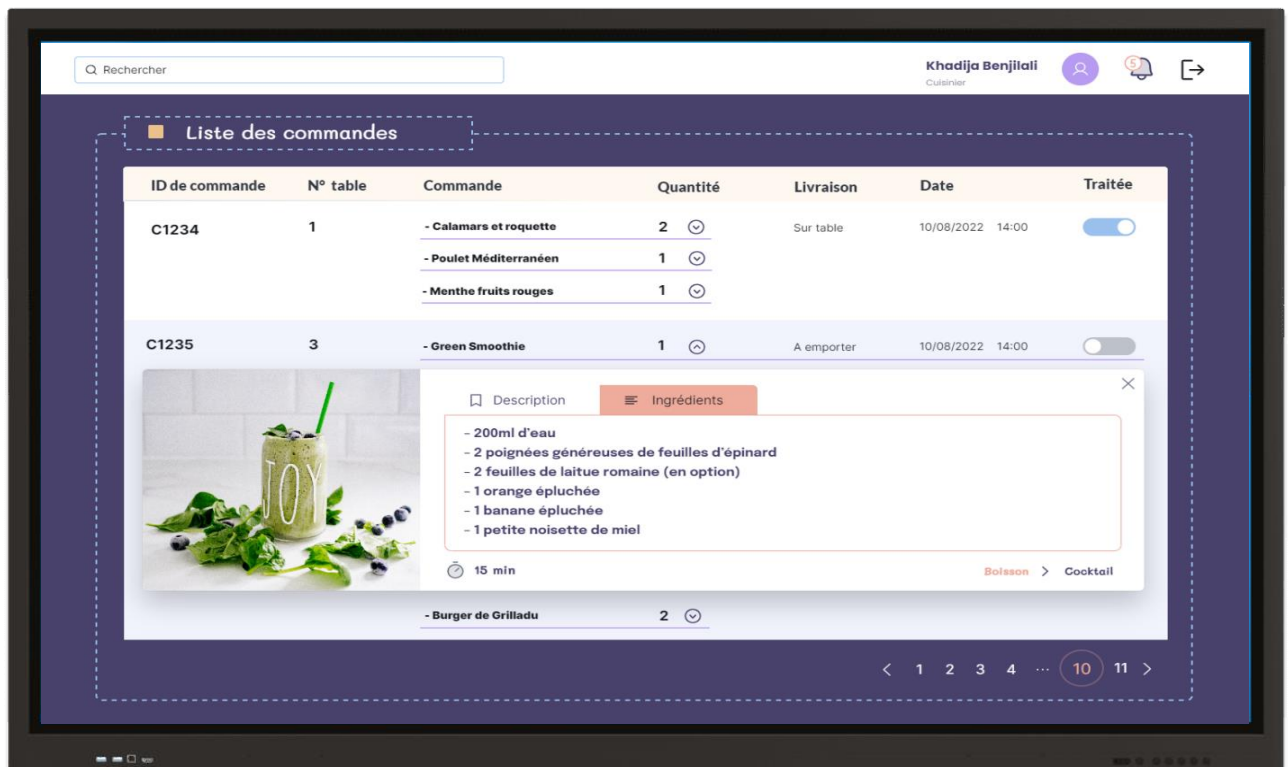 Rechercher
Khadija Benjilali
Cuisinier
5
Liste des commandes
ID de commande N° table Commande Quantité Livraison Date Traitée
C1234 1 - Calamars et roquette 2 Sur table 10/08/2022 14:00
- Poulet Méditerranéen 1
- Menthe fruits rouges 1
C1235 3 - Green Smoothie 1 A emporter 10/08/2022 14:00
JOY
Description Ingrédients
- 200ml d'eau
- 2 poignées généreuses de feuilles d'épinard
- 2 feuilles de laitue romaine (en option)
- 1 orange épluchée
- 1 banane épluchée
- 1 petite noisette de miel
15 min Boisson > Cocktail
- Burger de Grilladu 2
< 1 2 3 4 ... 10 11 >